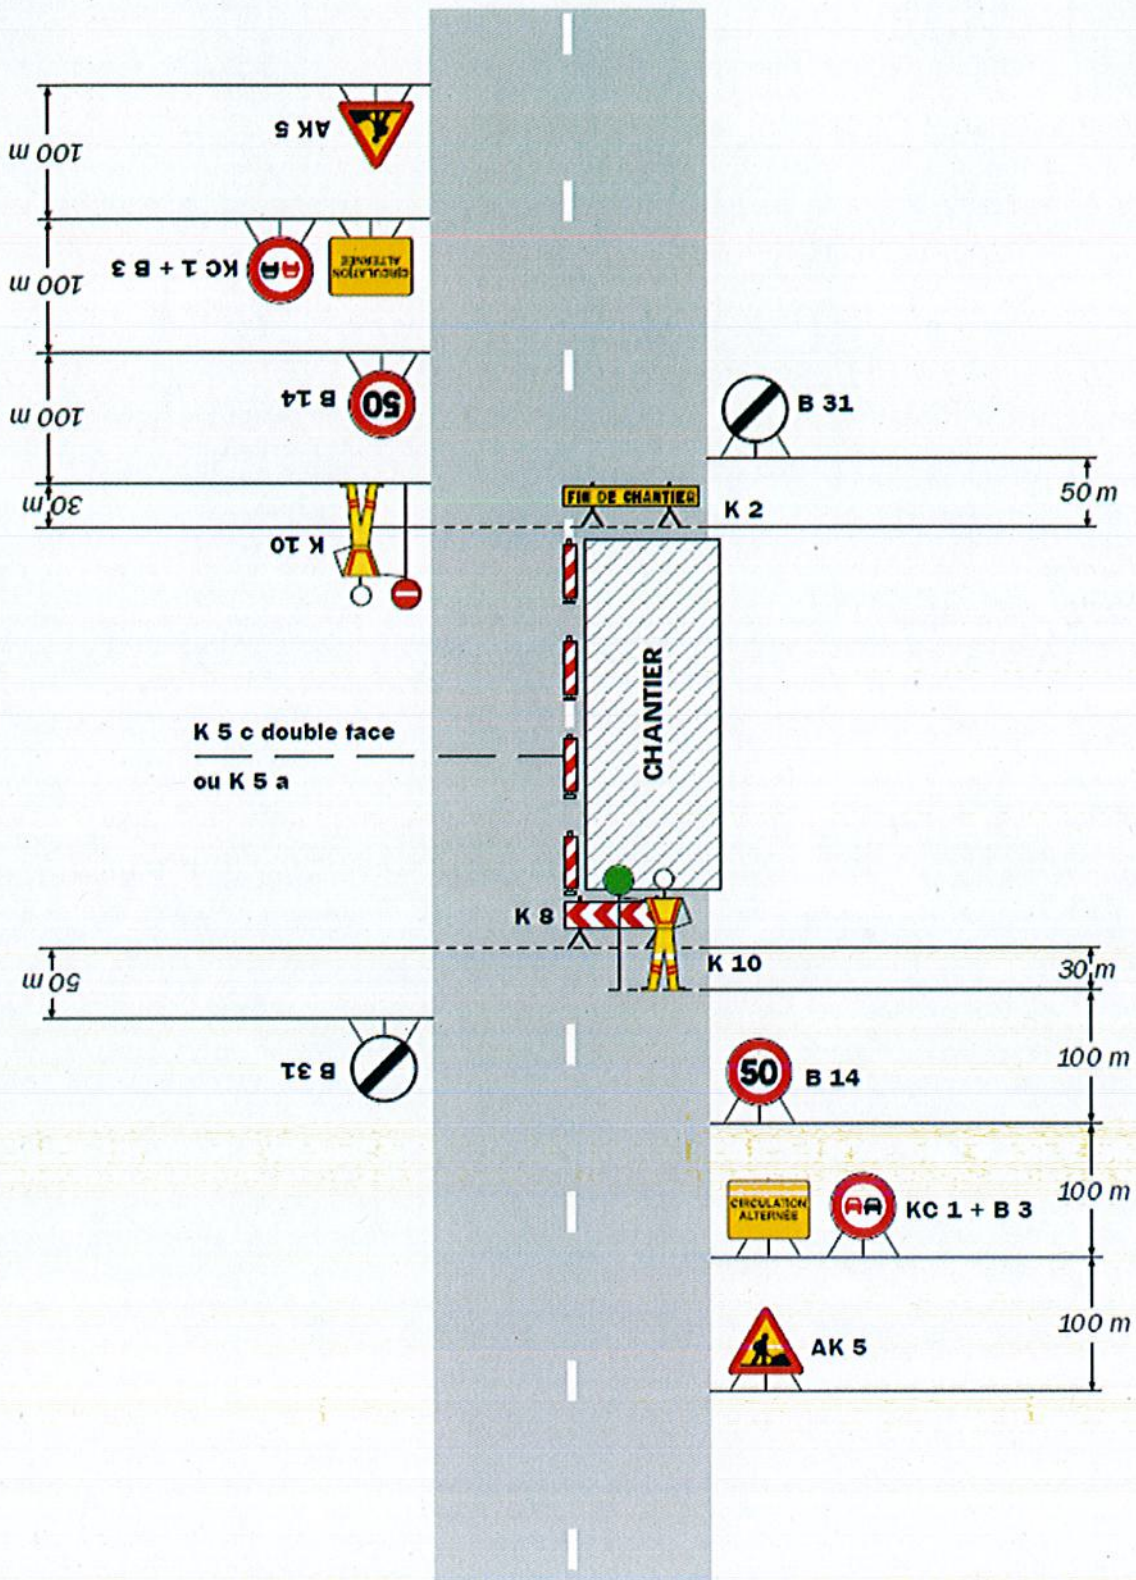 AK 5
100 m
KC 1 + B 3
CIRCULATION
ALTERNÉE
100 m
B 14
50
100 m
B 31
50 m
FIN DE CHANTIER
K 2
30 m
K 10
CHANTIER
K 5 c double face
ou K 5 a
K 8
K 10
30 m
50 m
B 31
50
B 14
100 m
CIRCULATION
ALTERNÉE
KC 1 + B 3
100 m
AK 5
100 m